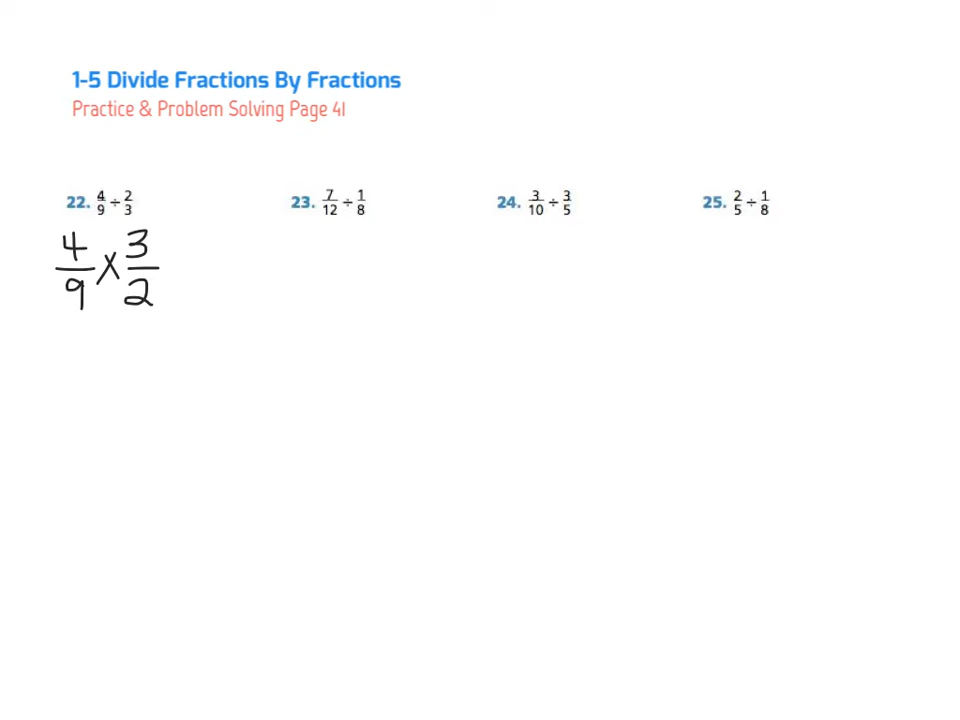 1-5 Divide Fractions By Fractions
Practice & Problem Solving Page 41
22. 4/9 ÷ 2/3 23. 7/12 ÷ 1/8 24. 3/10 ÷ 3/5 25. 2/5 ÷ 1/8
4/9 × 3/2